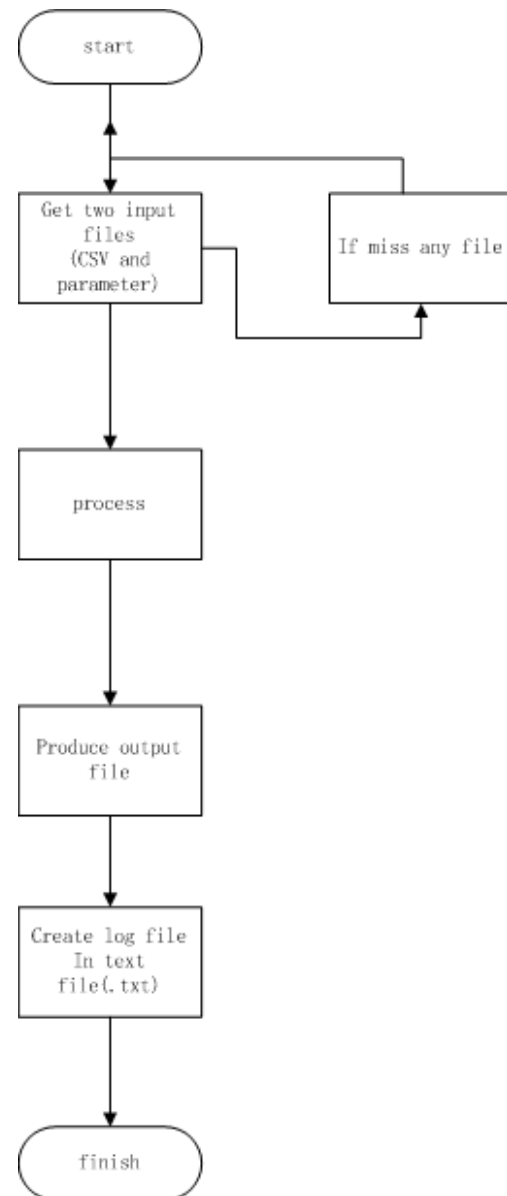 start
Get two input
files
(CSV and
parameter)
If miss any file
process
Produce output
file
Create log file
In text
file(.txt)
finish